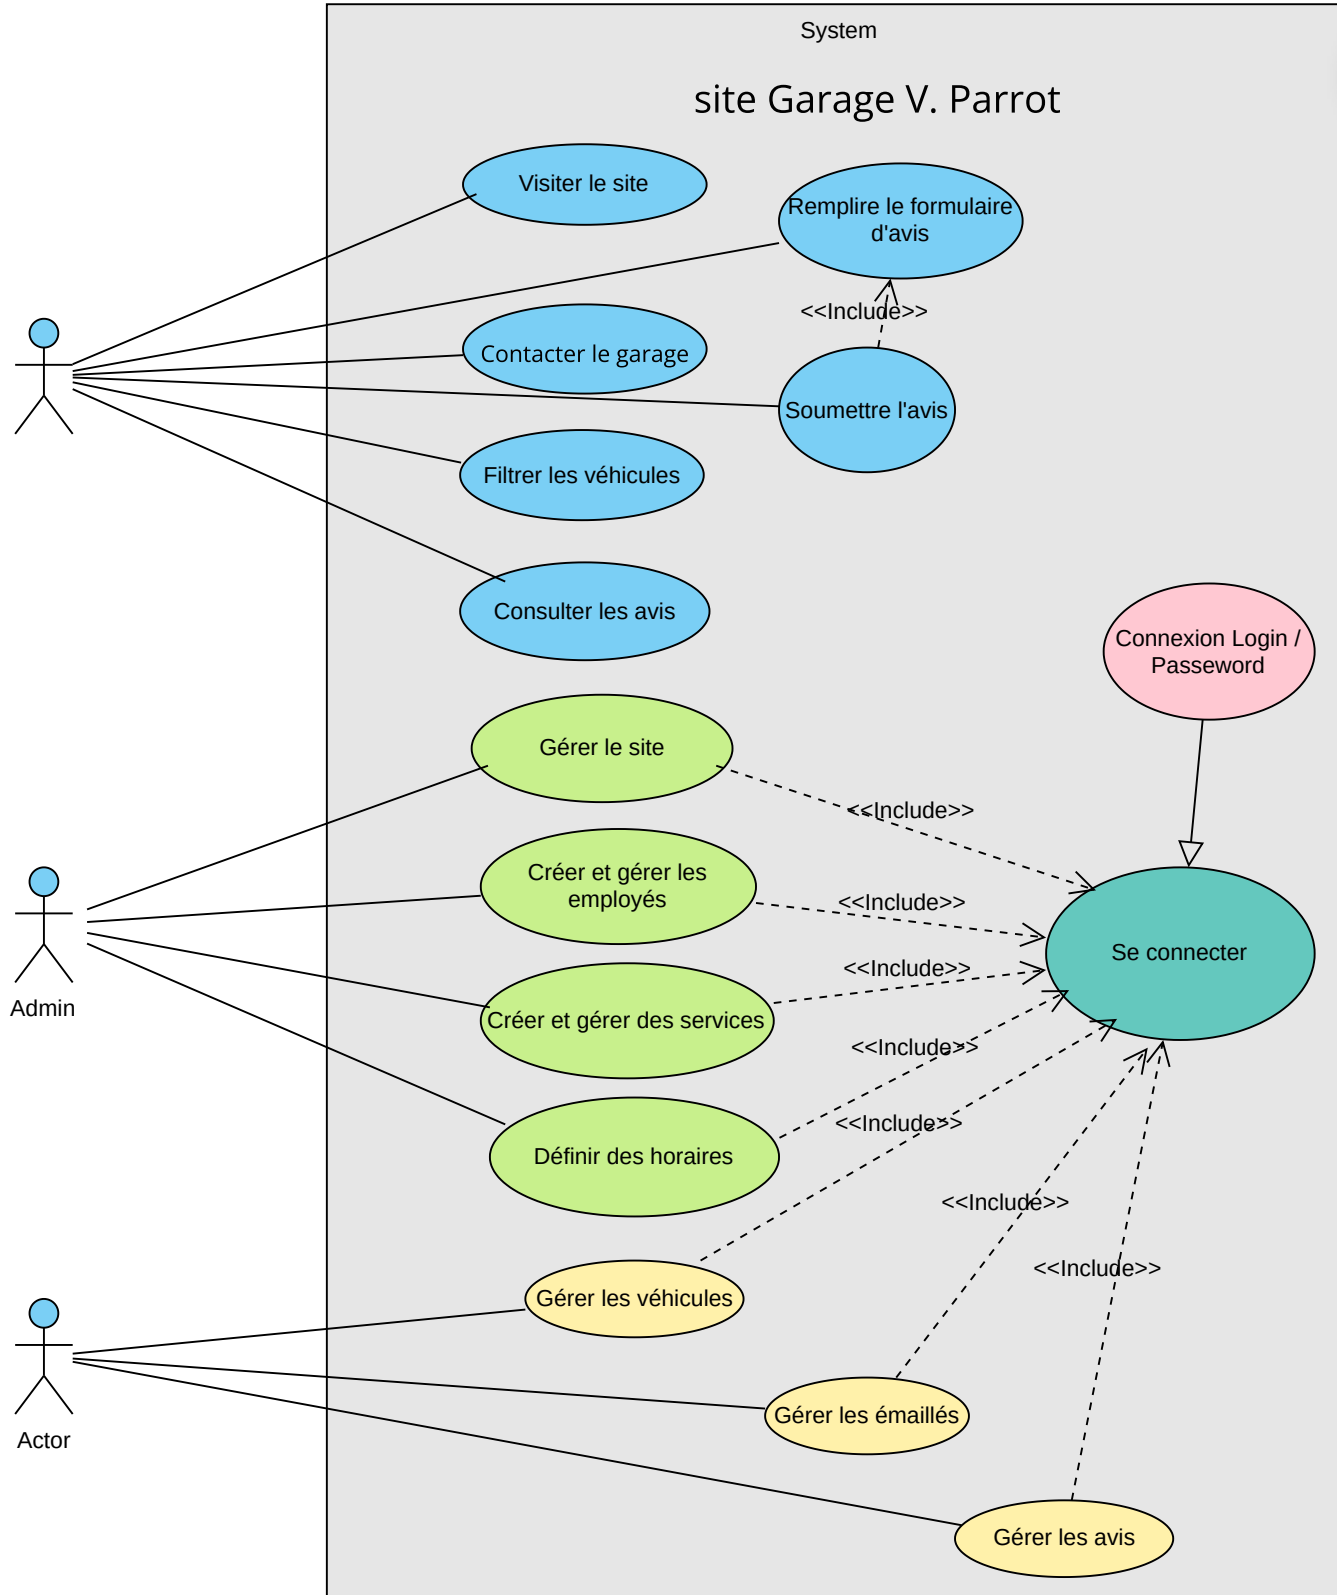 System
site Garage V. Parrot
Visiter le site
Remplire le formulaire
d'avis
<<Include>>
Contacter le garage
Soumettre l'avis
Filtrer les véhicules
Consulter les avis
Connexion Login /
Passeword
Gérer le site
<<Include>>
Créer et gérer les
employés
<<Include>>
Se connecter
<<Include>>
Admin
Créer et gérer des services
<<Include>>
<<Include>>
Définir des horaires
<<Include>>
<<Include>>
Gérer les véhicules
Actor
Gérer les émaillés
Gérer les avis